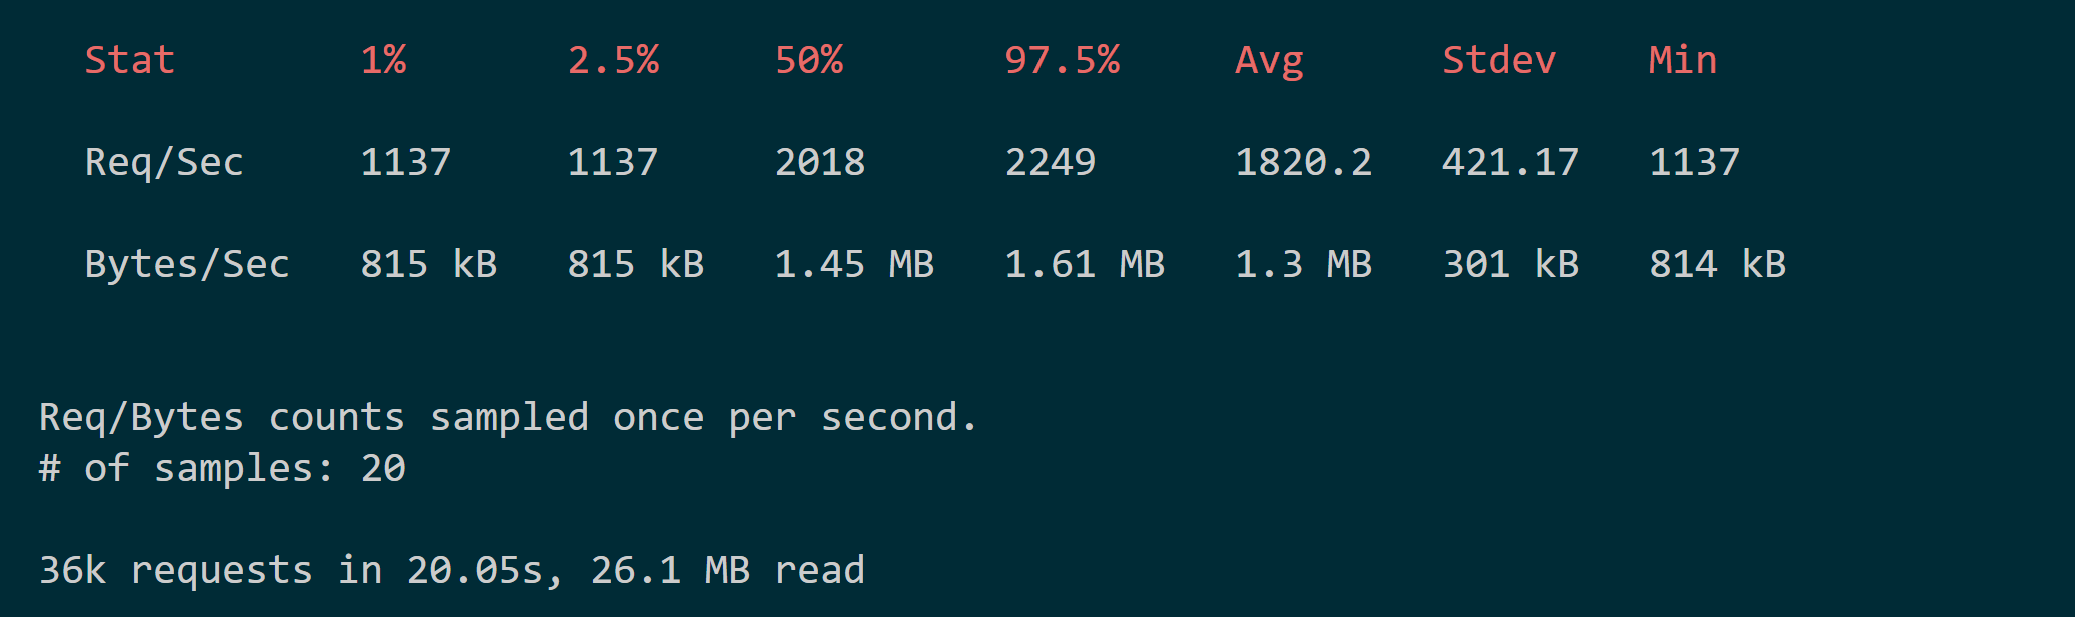 Stat 1% 2.5% 50% 97.5% Avg Stdev Min
Req/Sec 1137 1137 2018 2249 1820.2 421.17 1137
Bytes/Sec 815 kB 815 kB 1.45 MB 1.61 MB 1.3 MB 301 kB 814 kB
Req/Bytes counts sampled once per second.
# of samples: 20
36k requests in 20.05s, 26.1 MB read